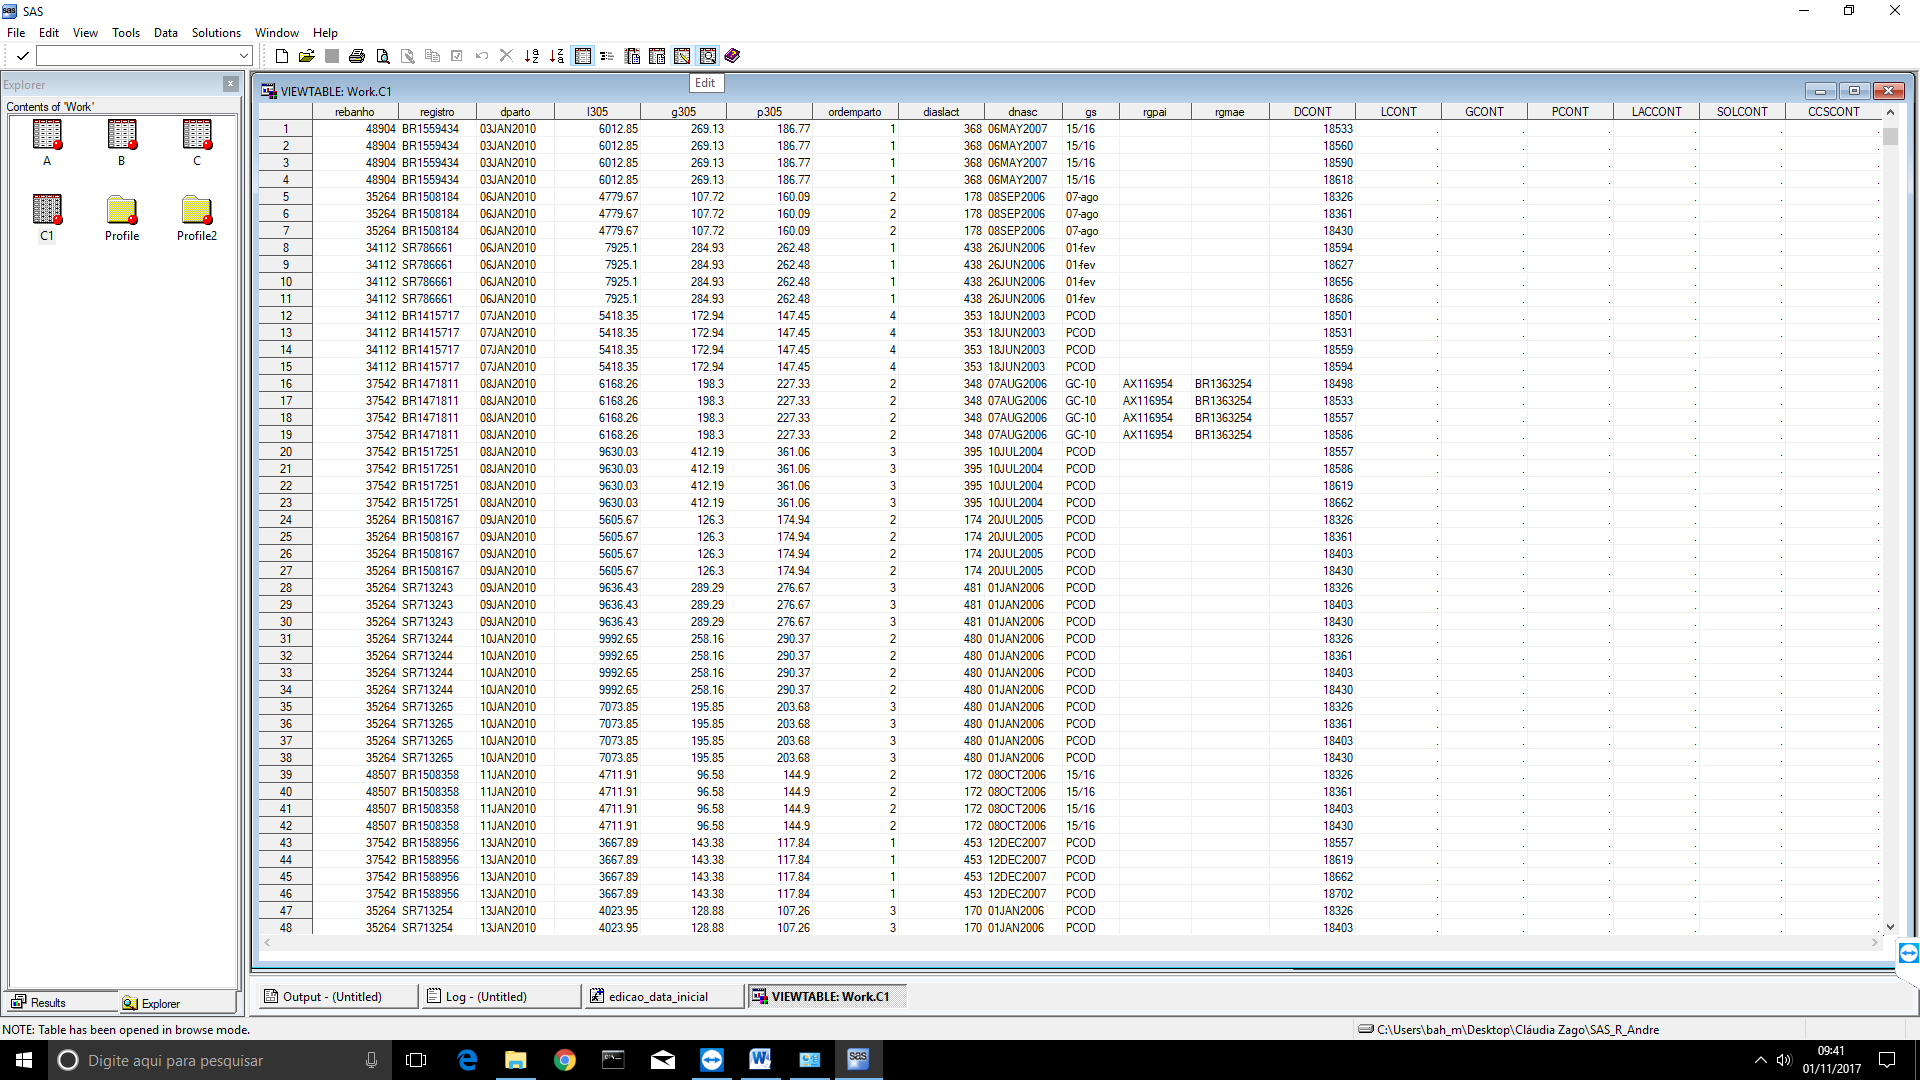 SAS
File Edit View Tools Data Solutions Window Help
Edit
Explorer
Contents of 'Work'
A B C
C1 Profile Profile2
VIEWTABLE: Work.C1
rebanho registro dparto l305 g305 p305 ordemparto diaslact dnasc gs rgpai rgmae DCONT LCONT GCONT PCONT LACCONT SOLCONT CCSCONT
1 48904 BR1559434 03JAN2010 6012.85 269.13 186.77 1 368 06MAY2007 15/16 18533 . . . . . .
2 48904 BR1559434 03JAN2010 6012.85 269.13 186.77 1 368 06MAY2007 15/16 18560 . . . . . .
3 48904 BR1559434 03JAN2010 6012.85 269.13 186.77 1 368 06MAY2007 15/16 18590 . . . . . .
4 48904 BR1559434 03JAN2010 6012.85 269.13 186.77 1 368 06MAY2007 15/16 18618 . . . . . .
5 35264 BR1508184 06JAN2010 4779.67 107.72 160.09 2 178 08SEP2006 07-ago 18326 . . . . . .
6 35264 BR1508184 06JAN2010 4779.67 107.72 160.09 2 178 08SEP2006 07-ago 18361 . . . . . .
7 35264 BR1508184 06JAN2010 4779.67 107.72 160.09 2 178 08SEP2006 07-ago 18430 . . . . . .
8 34112 SR786661 06JAN2010 7925.1 284.93 262.48 1 438 26JUN2006 01-fev 18594 . . . . . .
9 34112 SR786661 06JAN2010 7925.1 284.93 262.48 1 438 26JUN2006 01-fev 18627 . . . . . .
10 34112 SR786661 06JAN2010 7925.1 284.93 262.48 1 438 26JUN2006 01-fev 18656 . . . . . .
11 34112 SR786661 06JAN2010 7925.1 284.93 262.48 1 438 26JUN2006 01-fev 18686 . . . . . .
12 34112 BR1415717 07JAN2010 5418.35 172.94 147.45 4 353 18JUN2003 PCOD 18501 . . . . . .
13 34112 BR1415717 07JAN2010 5418.35 172.94 147.45 4 353 18JUN2003 PCOD 18531 . . . . . .
14 34112 BR1415717 07JAN2010 5418.35 172.94 147.45 4 353 18JUN2003 PCOD 18559 . . . . . .
15 34112 BR1415717 07JAN2010 5418.35 172.94 147.45 4 353 18JUN2003 PCOD 18594 . . . . . .
16 37542 BR1471811 08JAN2010 6168.26 198.3 227.33 2 348 07AUG2006 GC-10 AX116954 BR1363254 18498 . . . . . .
17 37542 BR1471811 08JAN2010 6168.26 198.3 227.33 2 348 07AUG2006 GC-10 AX116954 BR1363254 18533 . . . . . .
18 37542 BR1471811 08JAN2010 6168.26 198.3 227.33 2 348 07AUG2006 GC-10 AX116954 BR1363254 18557 . . . . . .
19 37542 BR1471811 08JAN2010 6168.26 198.3 227.33 2 348 07AUG2006 GC-10 AX116954 BR1363254 18586 . . . . . .
20 37542 BR1517251 08JAN2010 9630.03 412.19 361.06 3 395 10JUL2004 PCOD 18557 . . . . . .
21 37542 BR1517251 08JAN2010 9630.03 412.19 361.06 3 395 10JUL2004 PCOD 18586 . . . . . .
22 37542 BR1517251 08JAN2010 9630.03 412.19 361.06 3 395 10JUL2004 PCOD 18619 . . . . . .
23 37542 BR1517251 08JAN2010 9630.03 412.19 361.06 3 395 10JUL2004 PCOD 18662 . . . . . .
24 35264 BR1508167 09JAN2010 5605.67 126.3 174.94 2 174 20JUL2005 PCOD 18326 . . . . . .
25 35264 BR1508167 09JAN2010 5605.67 126.3 174.94 2 174 20JUL2005 PCOD 18361 . . . . . .
26 35264 BR1508167 09JAN2010 5605.67 126.3 174.94 2 174 20JUL2005 PCOD 18403 . . . . . .
27 35264 BR1508167 09JAN2010 5605.67 126.3 174.94 2 174 20JUL2005 PCOD 18430 . . . . . .
28 35264 SR713243 09JAN2010 9636.43 289.29 276.67 3 481 01JAN2006 PCOD 18326 . . . . . .
29 35264 SR713243 09JAN2010 9636.43 289.29 276.67 3 481 01JAN2006 PCOD 18403 . . . . . .
30 35264 SR713243 09JAN2010 9636.43 289.29 276.67 3 481 01JAN2006 PCOD 18430 . . . . . .
31 35264 SR713244 10JAN2010 9992.65 258.16 290.37 2 480 01JAN2006 PCOD 18326 . . . . . .
32 35264 SR713244 10JAN2010 9992.65 258.16 290.37 2 480 01JAN2006 PCOD 18361 . . . . . .
33 35264 SR713244 10JAN2010 9992.65 258.16 290.37 2 480 01JAN2006 PCOD 18403 . . . . . .
34 35264 SR713244 10JAN2010 9992.65 258.16 290.37 2 480 01JAN2006 PCOD 18430 . . . . . .
35 35264 SR713265 10JAN2010 7073.85 195.85 203.68 3 480 01JAN2006 PCOD 18326 . . . . . .
36 35264 SR713265 10JAN2010 7073.85 195.85 203.68 3 480 01JAN2006 PCOD 18361 . . . . . .
37 35264 SR713265 10JAN2010 7073.85 195.85 203.68 3 480 01JAN2006 PCOD 18403 . . . . . .
38 35264 SR713265 10JAN2010 7073.85 195.85 203.68 3 480 01JAN2006 PCOD 18430 . . . . . .
39 48507 BR1508358 11JAN2010 4711.91 96.58 144.9 2 172 08OCT2006 15/16 18326 . . . . . .
40 48507 BR1508358 11JAN2010 4711.91 96.58 144.9 2 172 08OCT2006 15/16 18361 . . . . . .
41 48507 BR1508358 11JAN2010 4711.91 96.58 144.9 2 172 08OCT2006 15/16 18403 . . . . . .
42 48507 BR1508358 11JAN2010 4711.91 96.58 144.9 2 172 08OCT2006 15/16 18430 . . . . . .
43 37542 BR1588956 13JAN2010 3667.89 143.38 117.84 1 453 12DEC2007 PCOD 18557 . . . . . .
44 37542 BR1588956 13JAN2010 3667.89 143.38 117.84 1 453 12DEC2007 PCOD 18619 . . . . . .
45 37542 BR1588956 13JAN2010 3667.89 143.38 117.84 1 453 12DEC2007 PCOD 18662 . . . . . .
46 37542 BR1588956 13JAN2010 3667.89 143.38 117.84 1 453 12DEC2007 PCOD 18702 . . . . . .
47 35264 SR713254 13JAN2010 4023.95 128.88 107.26 3 170 01JAN2006 PCOD 18326 . . . . . .
48 35264 SR713254 13JAN2010 4023.95 128.88 107.26 3 170 01JAN2006 PCOD 18403 . . . . . .
Results Explorer
Output - (Untitled) Log - (Untitled) edicao_data_inicial VIEWTABLE: Work.C1
NOTE: Table has been opened in browse mode. C:\Users\bah_m\Desktop\Cláudia Zago\SAS_R_Andre
Digite aqui para pesquisar
09:41
01/11/2017